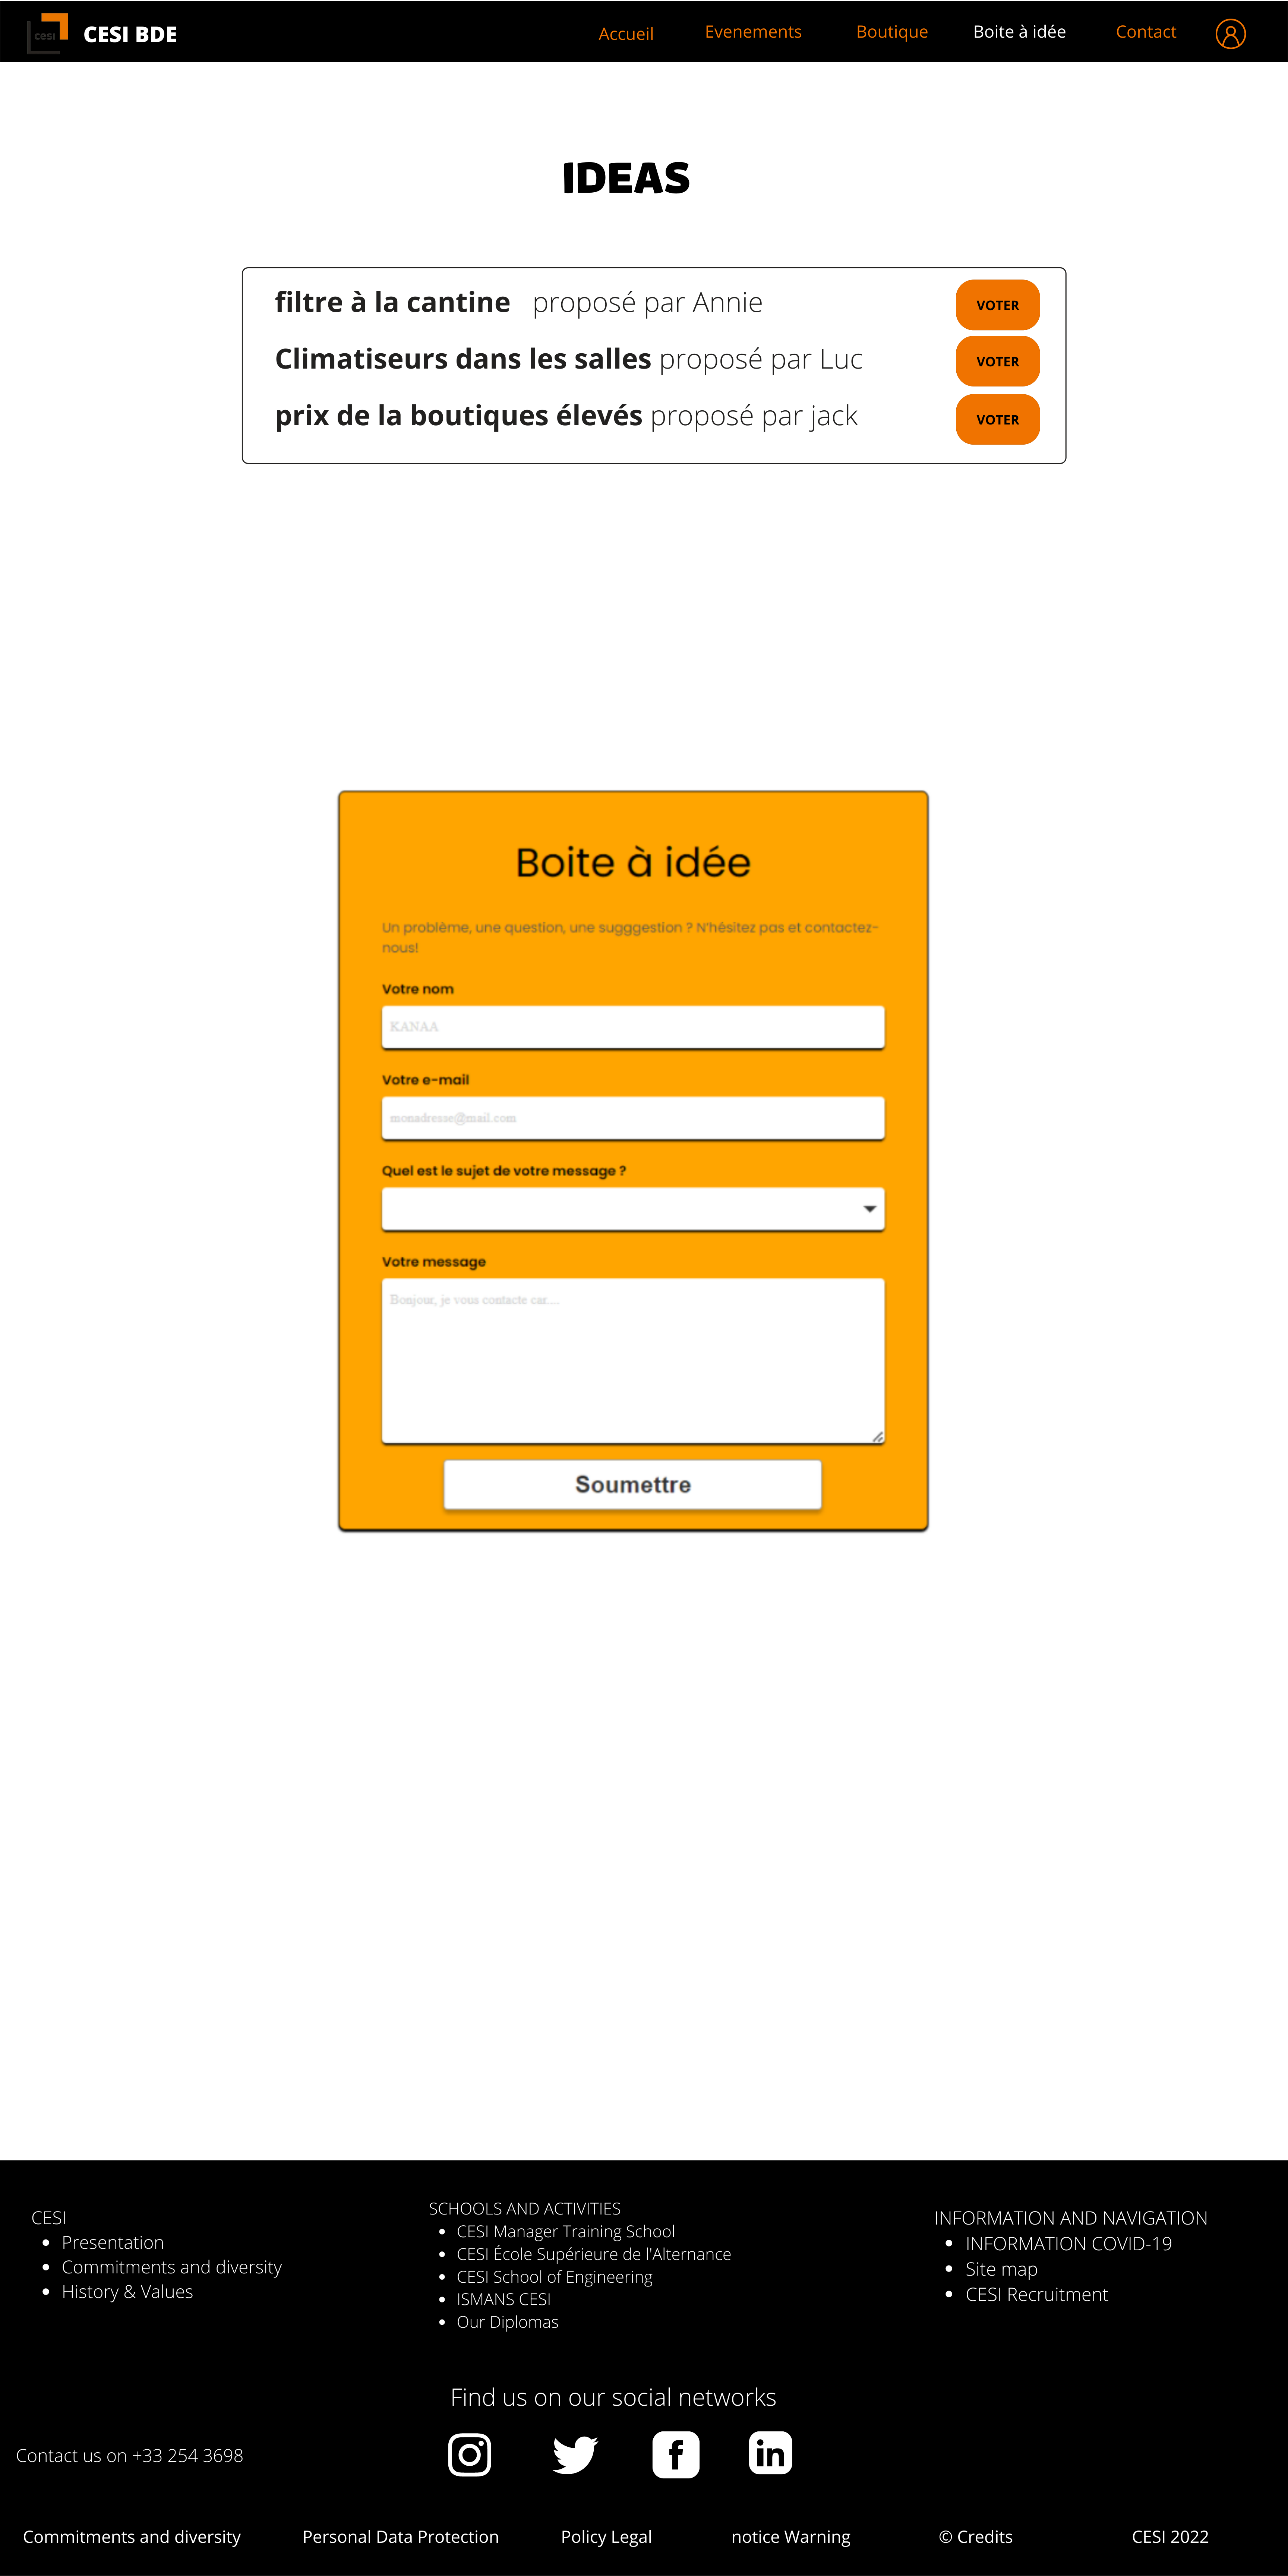 cesi
CESI BDE
Accueil
Evenements
Boutique
Boite à idée
Contact
IDEAS
filtre à la cantine proposé par Annie
VOTER
Climatiseurs dans les salles proposé par Luc
VOTER
prix de la boutiques élevés proposé par jack
VOTER
Boite à idée
Un problème, une question, une sugggestion ? N'hésitez pas et contactez-
nous!
Votre nom
KANAA
Votre e-mail
monadresse@mail.com
Quel est le sujet de votre message ?
Votre message
Bonjour, je vous contacte car....
Soumettre
CESI
Presentation
Commitments and diversity
History & Values
SCHOOLS AND ACTIVITIES
CESI Manager Training School
CESI École Supérieure de l'Alternance
CESI School of Engineering
ISMANS CESI
Our Diplomas
INFORMATION AND NAVIGATION
INFORMATION COVID-19
Site map
CESI Recruitment
Find us on our social networks
Contact us on +33 254 3698
Commitments and diversity
Personal Data Protection
Policy Legal
notice Warning
© Credits
CESI 2022